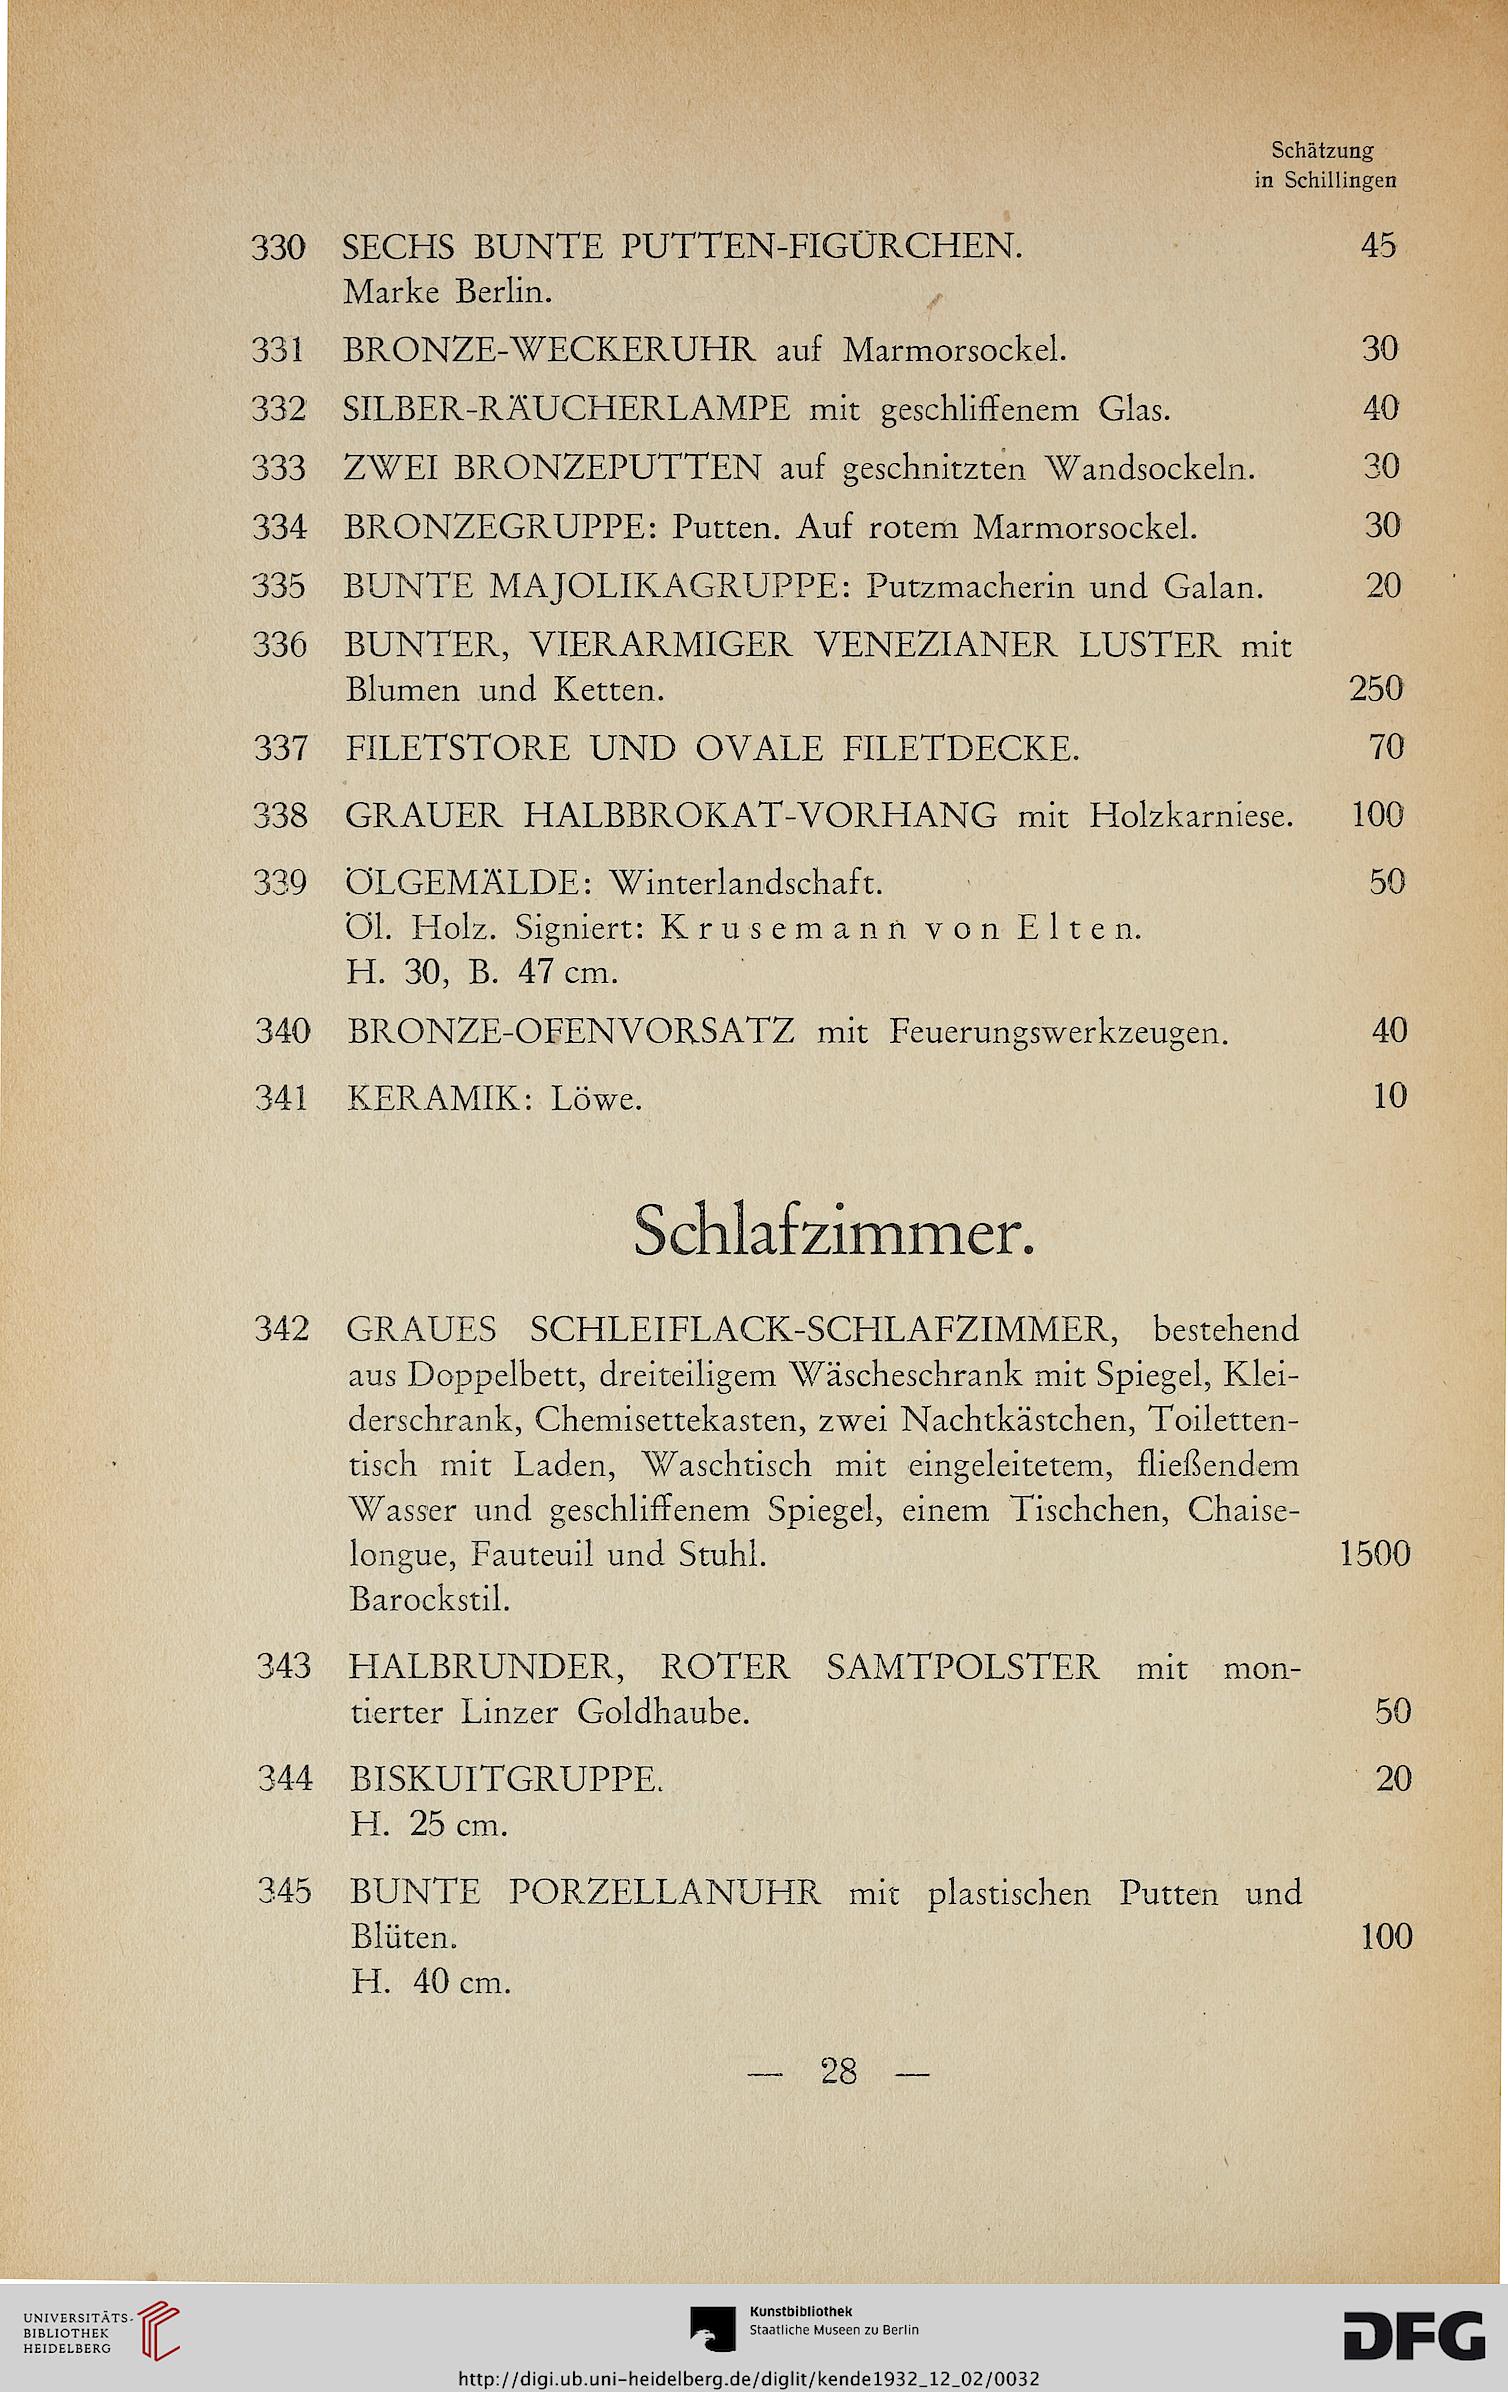 Schätzung
in Schillingen
330 SECHS BUNTE PUTTEN-FIGÜRCHEN. 45
Marke Berlin.
331 BRONZE-WECKERUHR auf Marmorsockel. 30
332 SILBER-RÄUCHERLAMPE mit geschliffenem Glas. 40
333 ZWEI BRONZEPUTTEN auf geschnitzten Wandsockeln. 30
334 BRONZEGRUPPE: Putten. Auf rotem Marmorsockel. 30
335 BUNTE MAJOLIKAGRUPPE: Putzmacherin und Galan. 20
336 BUNTER, VIERARMIGER VENEZIANER LUSTER mit
Blumen und Ketten. 250
337 FILETSTORE UND OVALE FILETDECKE. 70
338 GRAUER HALBBROKAT-VORHANG mit Holzkarniese. 100
339 ÖLGEMÄLDE: Winterlandschaft. 50
Öl. Holz. Signiert: Krusemann von Elten.
H. 30, B. 47 cm.
340 BRONZE-OFENVORSATZ mit Feuerungswerkzeugen. 40
341 KERAMIK: Löwe. 10
Schlafzimmer.
342 GRAUES SCHLEIFLACK-SCHLAFZIMMER, bestehend
aus Doppelbett, dreiteiligem Wäscheschrank mit Spiegel, Klei-
derschrank, Chemisettekasten, zwei Nachtkästchen, Toiletten-
tisch mit Laden, Waschtisch mit eingeleitetem, fließendem
Wasser und geschliffenem Spiegel, einem Tischchen, Chaise-
longue, Fauteuil und Stuhl. 1500
Barockstil.
343 HALBRUNDER, ROTER SAMTPOLSTER mit mon-
tierter Linzer Goldhaube. 50
344 BISKUITGRUPPE. 20
H. 25 cm.
345 BUNTE PORZELLANUHR mit plastischen Putten und
Blüten. 100
H. 40 cm.
— 28 —
UNIVERSITÄTS-
BIBLIOTHEK
HEIDELBERG
Kunstbibliothek
Staatliche Museen zu Berlin
DFG
http://digi.ub.uni-heidelberg.de/diglit/kende1932_12_02/0032